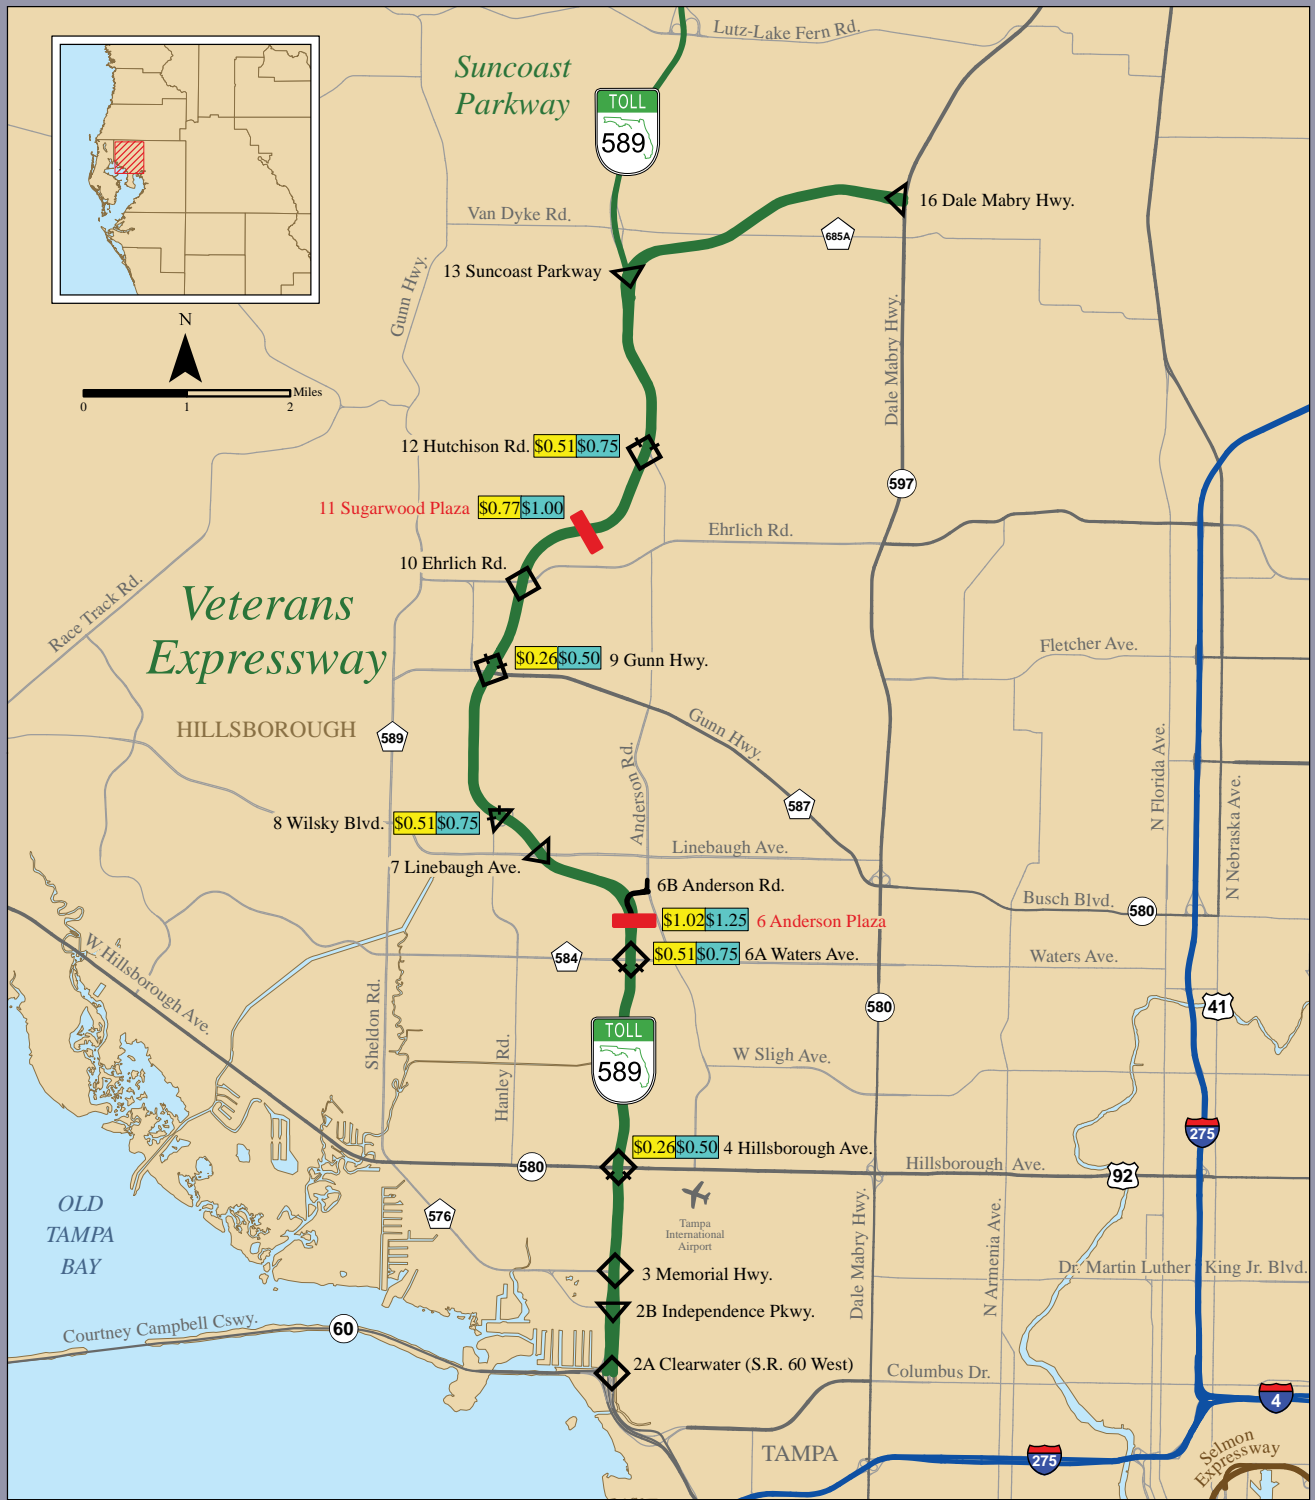 Lutz-Lake Fern Rd.
Suncoast
Parkway
TOLL
589
16 Dale Mabry Hwy.
Van Dyke Rd.
685A
13 Suncoast Parkway
Gunn Hwy.
N
Miles
0 1 2
Dale Mabry Hwy.
12 Hutchison Rd. $0.51 $0.75
597
11 Sugarwood Plaza $0.77 $1.00
Ehrlich Rd.
10 Ehrlich Rd.
Race Track Rd.
Veterans
Expressway
Fletcher Ave.
$0.26 $0.50 9 Gunn Hwy.
HILLSBOROUGH
589
Gunn Hwy.
Anderson Rd.
587
N Florida Ave.
N Nebraska Ave.
8 Wilsky Blvd. $0.51 $0.75
Linebaugh Ave.
7 Linebaugh Ave.
6B Anderson Rd.
Busch Blvd.
580
$1.02 $1.25 6 Anderson Plaza
W Hillsborough Ave.
584
$0.51 $0.75 6A Waters Ave.
Waters Ave.
580
41
Sheldon Rd.
TOLL
589
Hanley Rd.
W Sligh Ave.
275
$0.26 $0.50 4 Hillsborough Ave.
580
Hillsborough Ave.
92
OLD
TAMPA
BAY
576
Tampa
International
Airport
Dale Mabry Hwy.
N Armenia Ave.
3 Memorial Hwy.
Dr. Martin Luther King Jr. Blvd.
2B Independence Pkwy.
Courtney Campbell Cswy.
60
2A Clearwater (S.R. 60 West)
Columbus Dr.
4
TAMPA
275
Selmon
Expressway